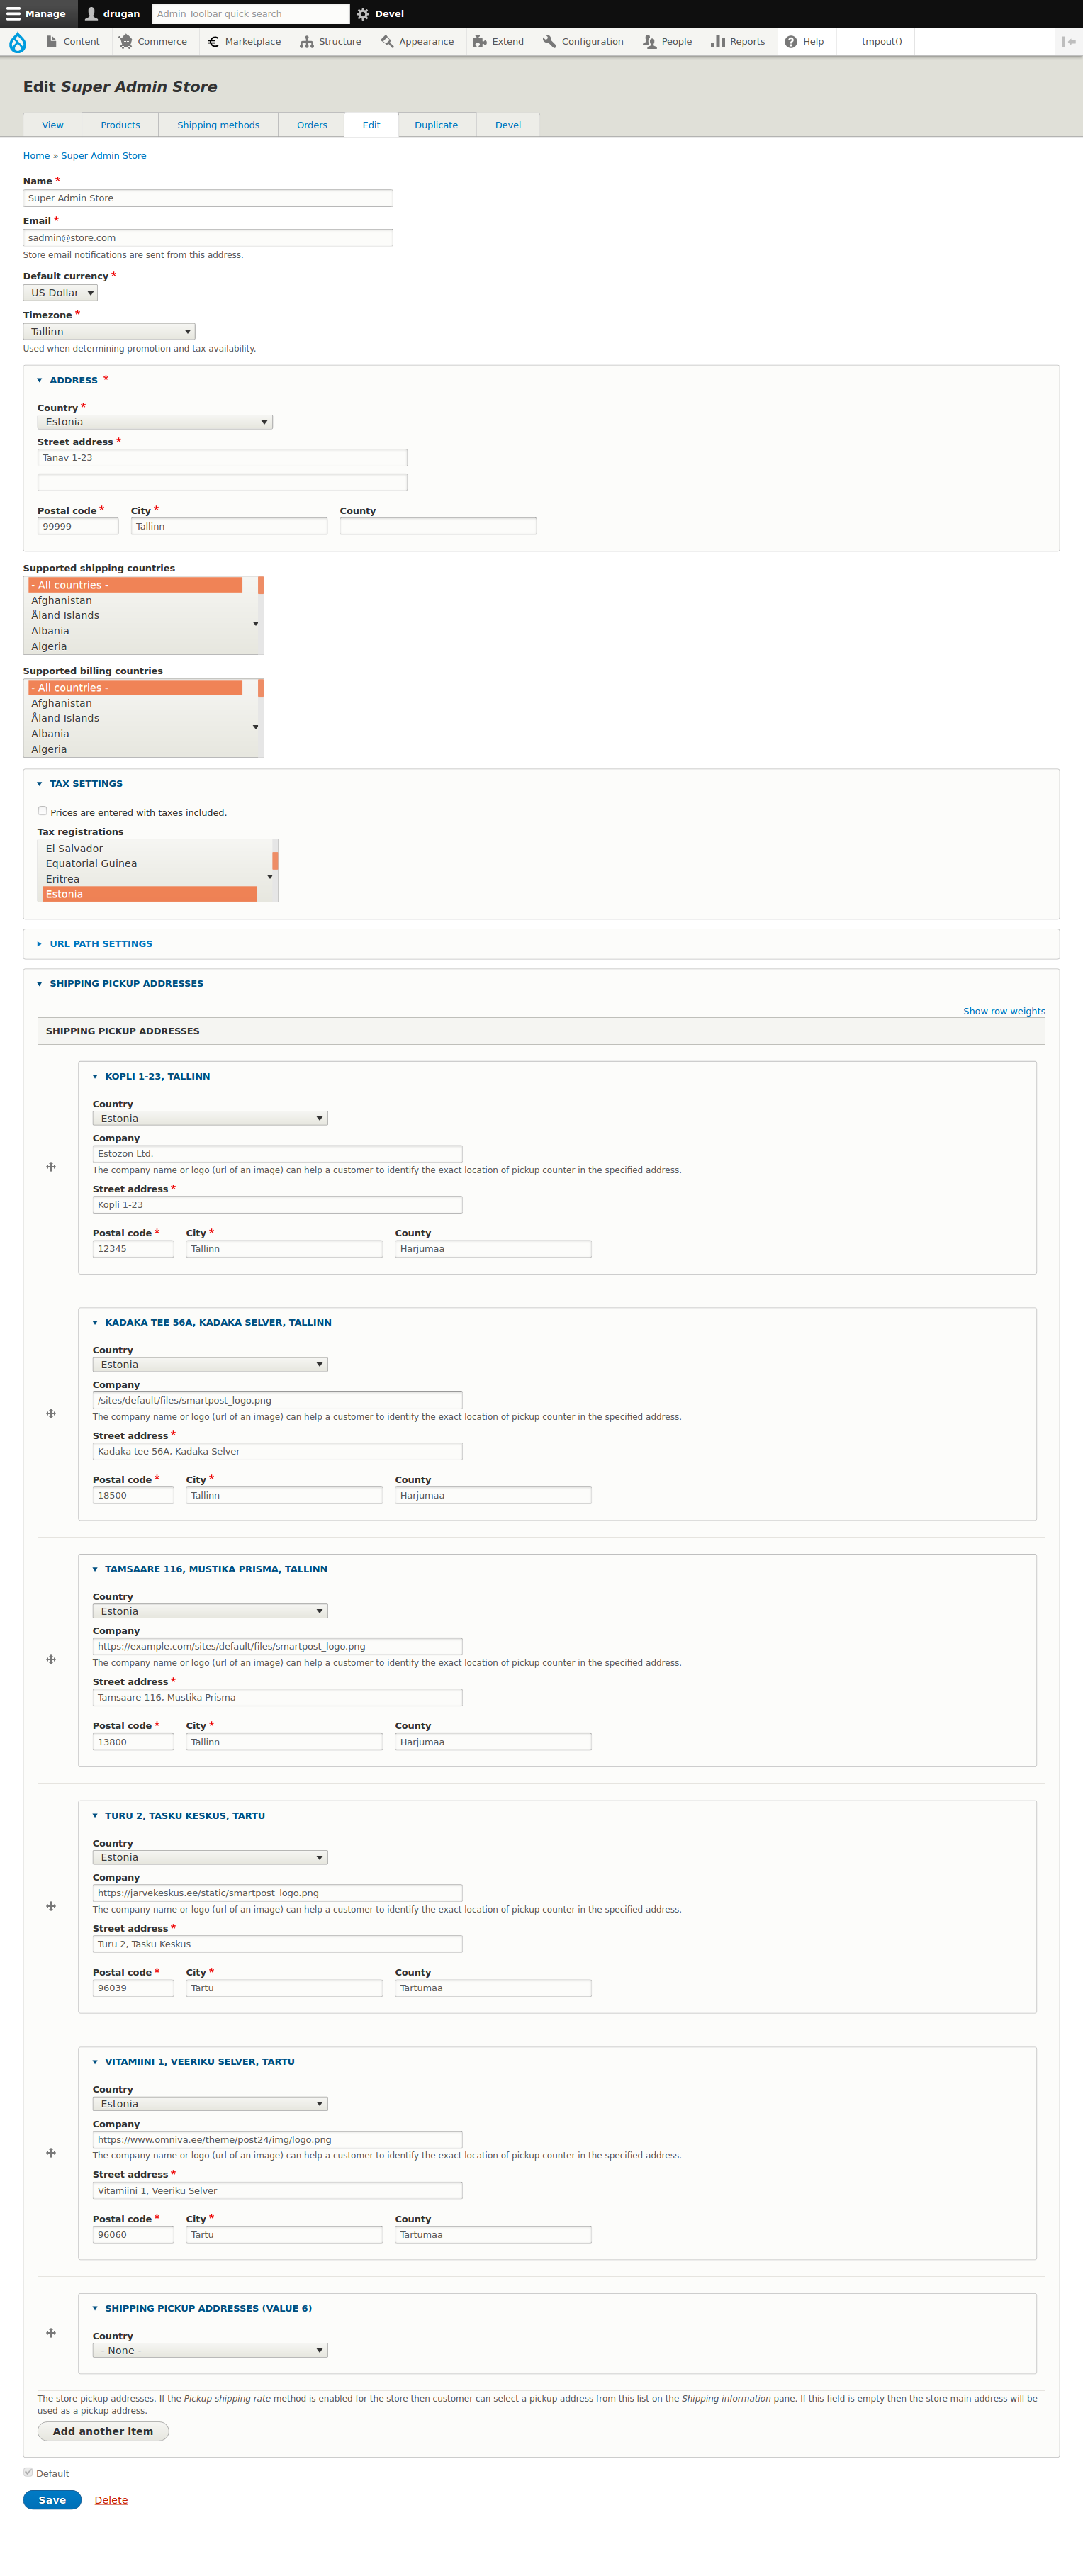 Manage drugan Admin Toolbar quick search Devel
Content Commerce Marketplace Structure Appearance Extend Configuration People Reports Help tmpout()
Edit Super Admin Store
View Products Shipping methods Orders Edit Duplicate Devel
Home » Super Admin Store
Name *
Super Admin Store
Email *
sadmin@store.com
Store email notifications are sent from this address.
Default currency *
US Dollar
Timezone *
Tallinn
Used when determining promotion and tax availability.
ADDRESS *
Country *
Estonia
Street address *
Tanav 1-23
Postal code * City * County
99999 Tallinn
Supported shipping countries
- All countries -
Afghanistan
Åland Islands
Albania
Algeria
Supported billing countries
- All countries -
Afghanistan
Åland Islands
Albania
Algeria
TAX SETTINGS
Prices are entered with taxes included.
Tax registrations
El Salvador
Equatorial Guinea
Eritrea
Estonia
URL PATH SETTINGS
SHIPPING PICKUP ADDRESSES
Show row weights
SHIPPING PICKUP ADDRESSES
KOPLI 1-23, TALLINN
Country
Estonia
Company
Estozon Ltd.
The company name or logo (url of an image) can help a customer to identify the exact location of pickup counter in the specified address.
Street address *
Kopli 1-23
Postal code * City * County
12345 Tallinn Harjumaa
KADAKA TEE 56A, KADAKA SELVER, TALLINN
Country
Estonia
Company
/sites/default/files/smartpost_logo.png
The company name or logo (url of an image) can help a customer to identify the exact location of pickup counter in the specified address.
Street address *
Kadaka tee 56A, Kadaka Selver
Postal code * City * County
18500 Tallinn Harjumaa
TAMSAARE 116, MUSTIKA PRISMA, TALLINN
Country
Estonia
Company
https://example.com/sites/default/files/smartpost_logo.png
The company name or logo (url of an image) can help a customer to identify the exact location of pickup counter in the specified address.
Street address *
Tamsaare 116, Mustika Prisma
Postal code * City * County
13800 Tallinn Harjumaa
TURU 2, TASKU KESKUS, TARTU
Country
Estonia
Company
https://jarvekeskus.ee/static/smartpost_logo.png
The company name or logo (url of an image) can help a customer to identify the exact location of pickup counter in the specified address.
Street address *
Turu 2, Tasku Keskus
Postal code * City * County
96039 Tartu Tartumaa
VITAMIINI 1, VEERIKU SELVER, TARTU
Country
Estonia
Company
https://www.omniva.ee/theme/post24/img/logo.png
The company name or logo (url of an image) can help a customer to identify the exact location of pickup counter in the specified address.
Street address *
Vitamiini 1, Veeriku Selver
Postal code * City * County
96060 Tartu Tartumaa
SHIPPING PICKUP ADDRESSES (VALUE 6)
Country
- None -
The store pickup addresses. If the Pickup shipping rate method is enabled for the store then customer can select a pickup address from this list on the Shipping information pane. If this field is empty then the store main address will be
used as a pickup address.
Add another item
Default
Save Delete